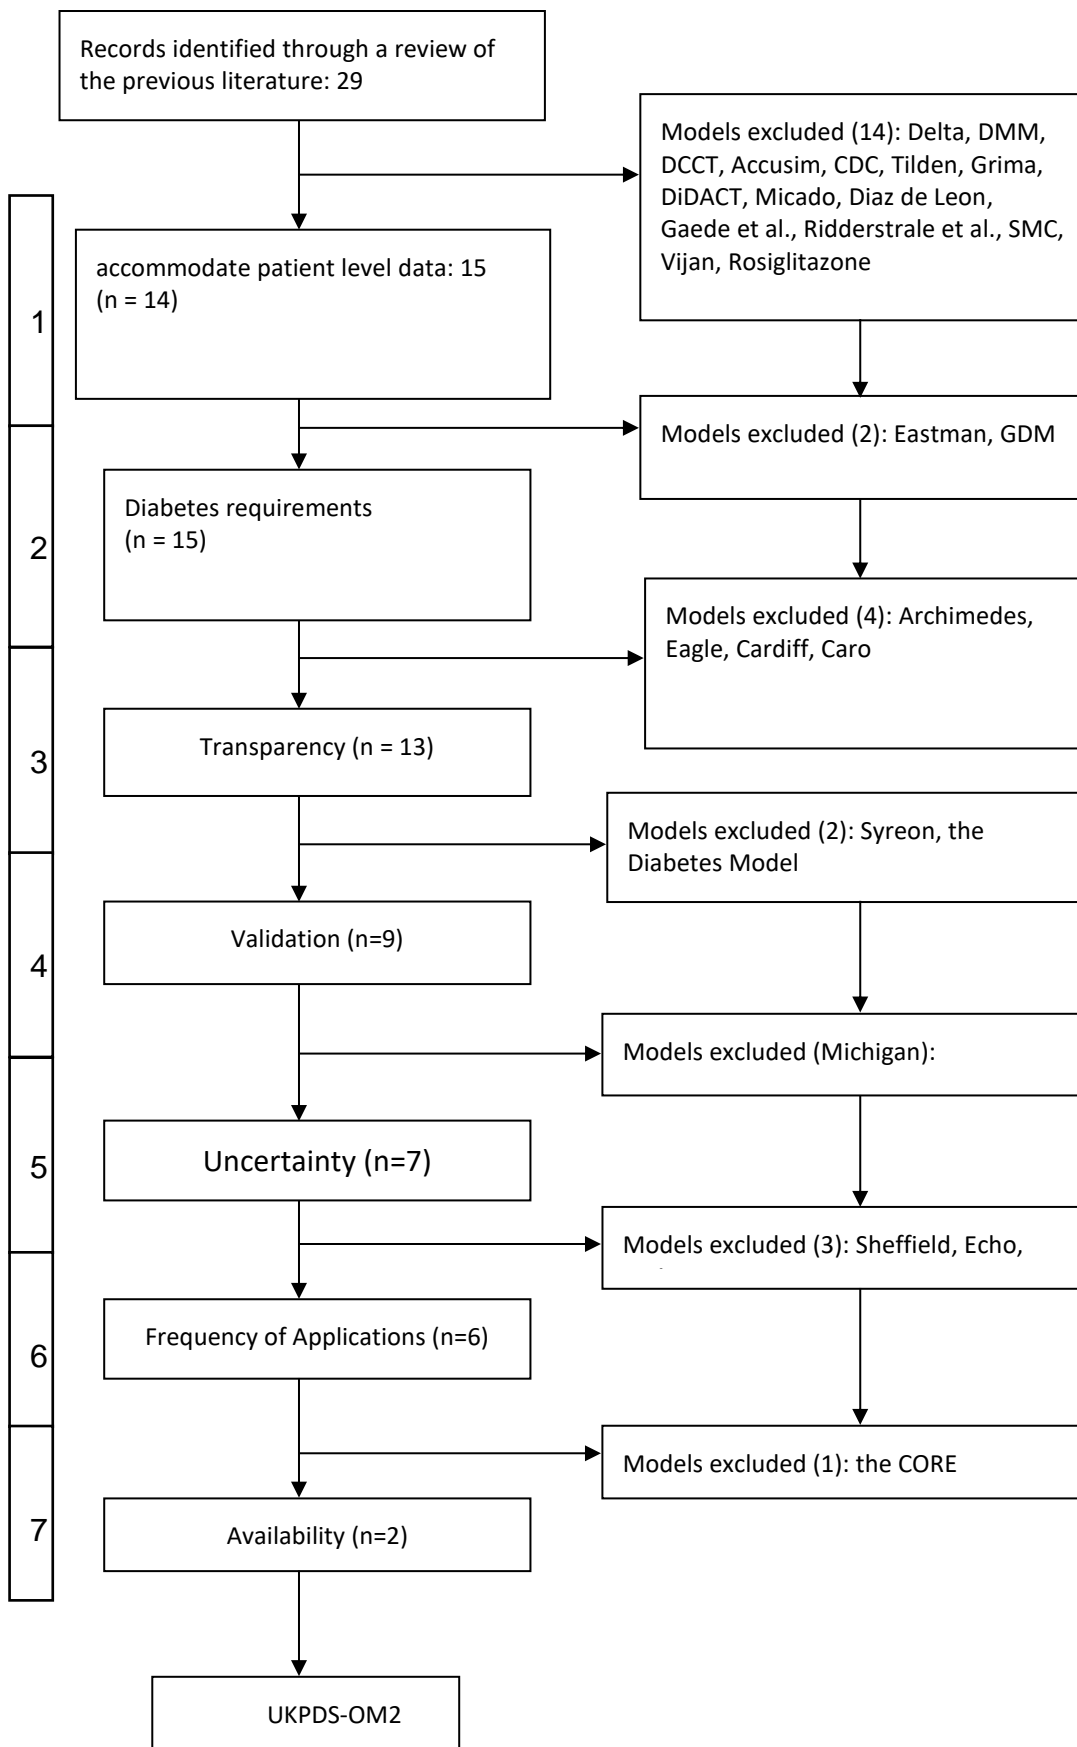 Records identified through a review of
the previous literature: 29
Models excluded (14): Delta, DMM,
DCCT, Accusim, CDC, Tilden, Grima,
DiDACT, Micado, Diaz de Leon,
Gaede et al., Ridderstrale et al., SMC,
Vijan, Rosiglitazone
1
accommodate patient level data: 15
(n = 14)
Models excluded (2): Eastman, GDM
2
Diabetes requirements
(n = 15)
Models excluded (4): Archimedes,
Eagle, Cardiff, Caro
3
Transparency (n = 13)
Models excluded (2): Syreon, the
Diabetes Model
4
Validation (n=9)
Models excluded (Michigan):
5
Uncertainty (n=7)
Models excluded (3): Sheffield, Echo,
6
Frequency of Applications (n=6)
Models excluded (1): the CORE
7
Availability (n=2)
UKPDS-OM2